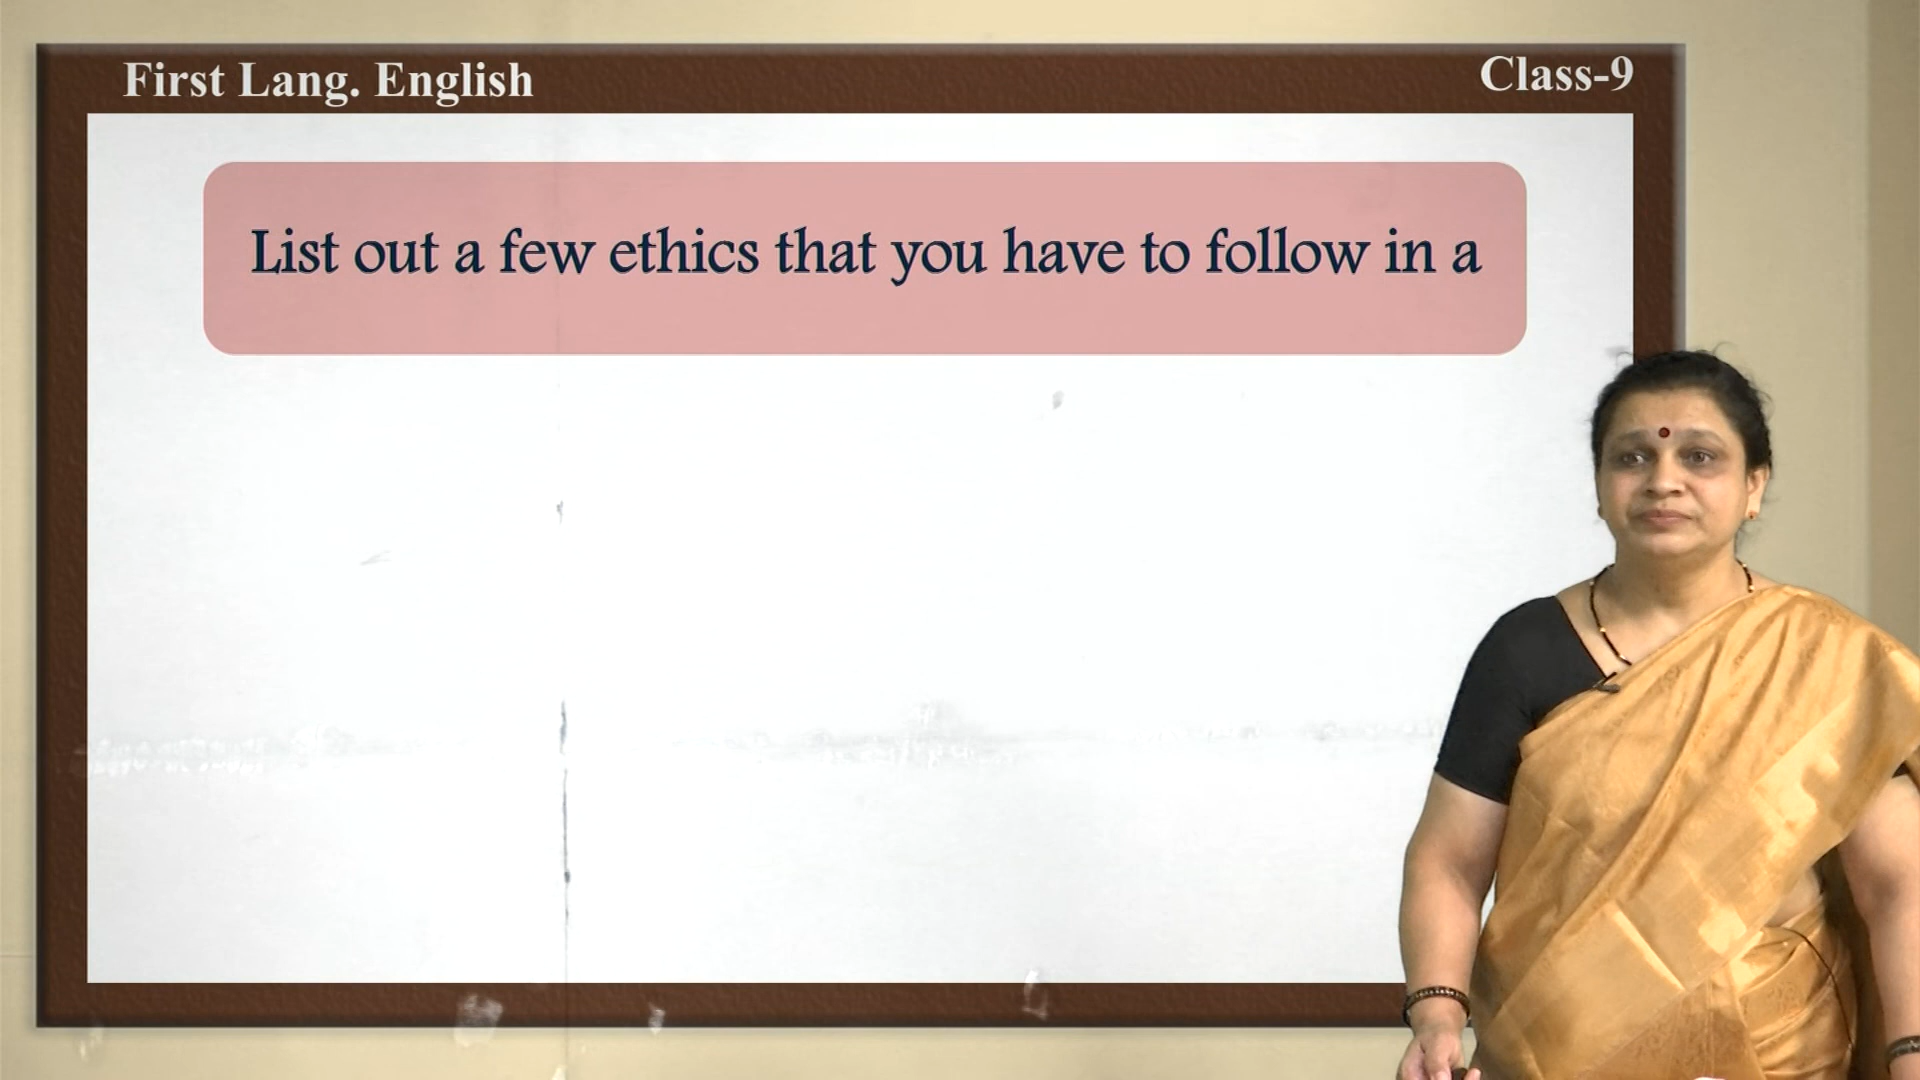 First Lang. English
Class-9
List out a few ethics that you have to follow in a